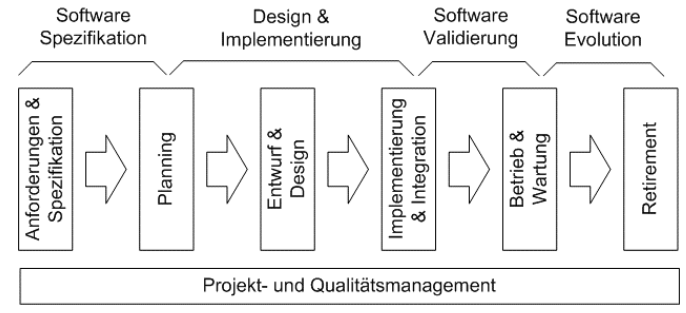 Software
Spezifikation
Design &
Implementierung
Software
Validierung
Software
Evolution
Anforderungen &
Spezifikation
Planning
Entwurf &
Design
Implementierung
& Integration
Betrieb &
Wartung
Retirement
Projekt- und Qualitätsmanagement